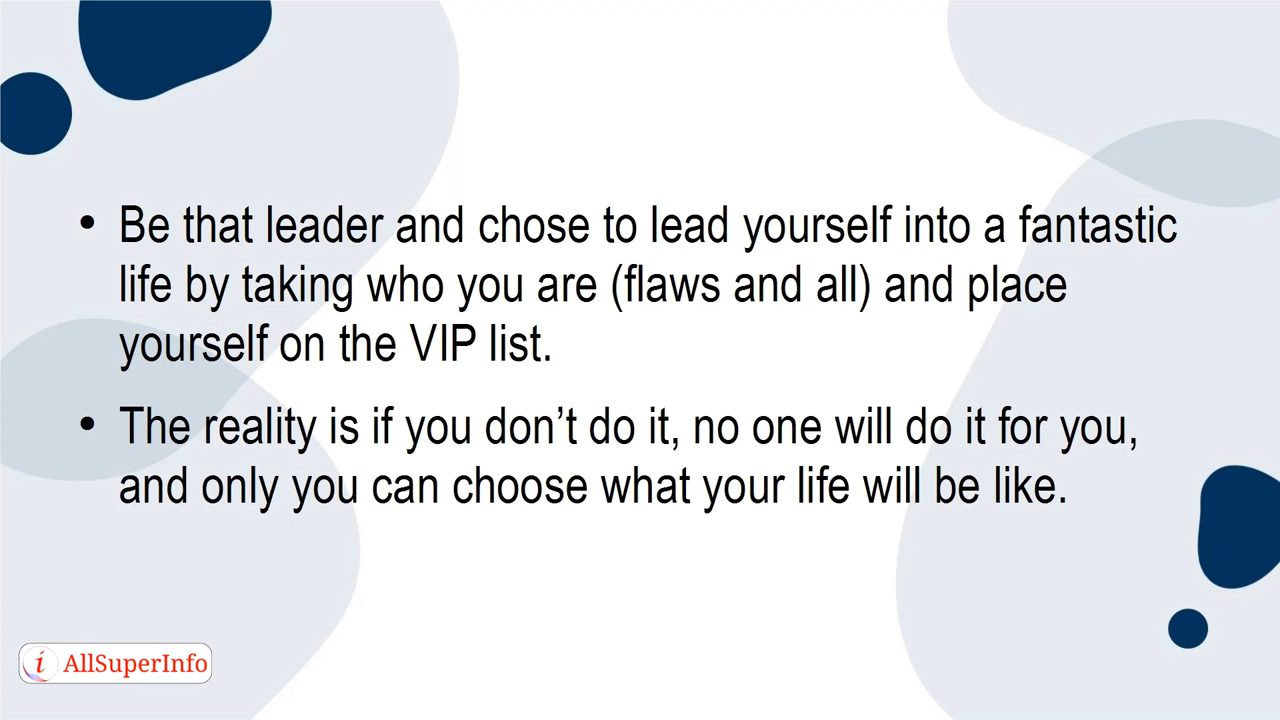 • Be that leader and chose to lead yourself into a fantastic
life by taking who you are (flaws and all) and place
yourself on the VIP list.
• The reality is if you don’t do it, no one will do it for you,
and only you can choose what your life will be like.
i AllSuperInfo